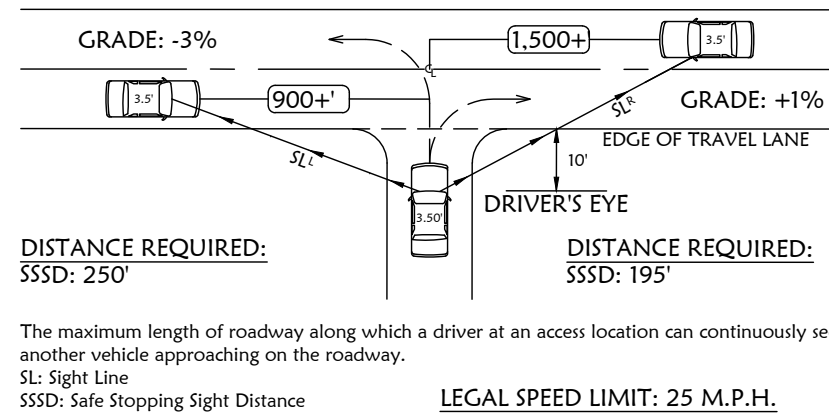 GRADE: -3%
1,500+
3.5'
℄
3.5'
900+'
GRADE: +1%
SLR
EDGE OF TRAVEL LANE
SLL
10'
DRIVER'S EYE
3.50'
DISTANCE REQUIRED:
SSSD: 250'
DISTANCE REQUIRED:
SSSD: 195'
The maximum length of roadway along which a driver at an access location can continuously se
another vehicle approaching on the roadway.
SL: Sight Line
SSSD: Safe Stopping Sight Distance
LEGAL SPEED LIMIT: 25 M.P.H.